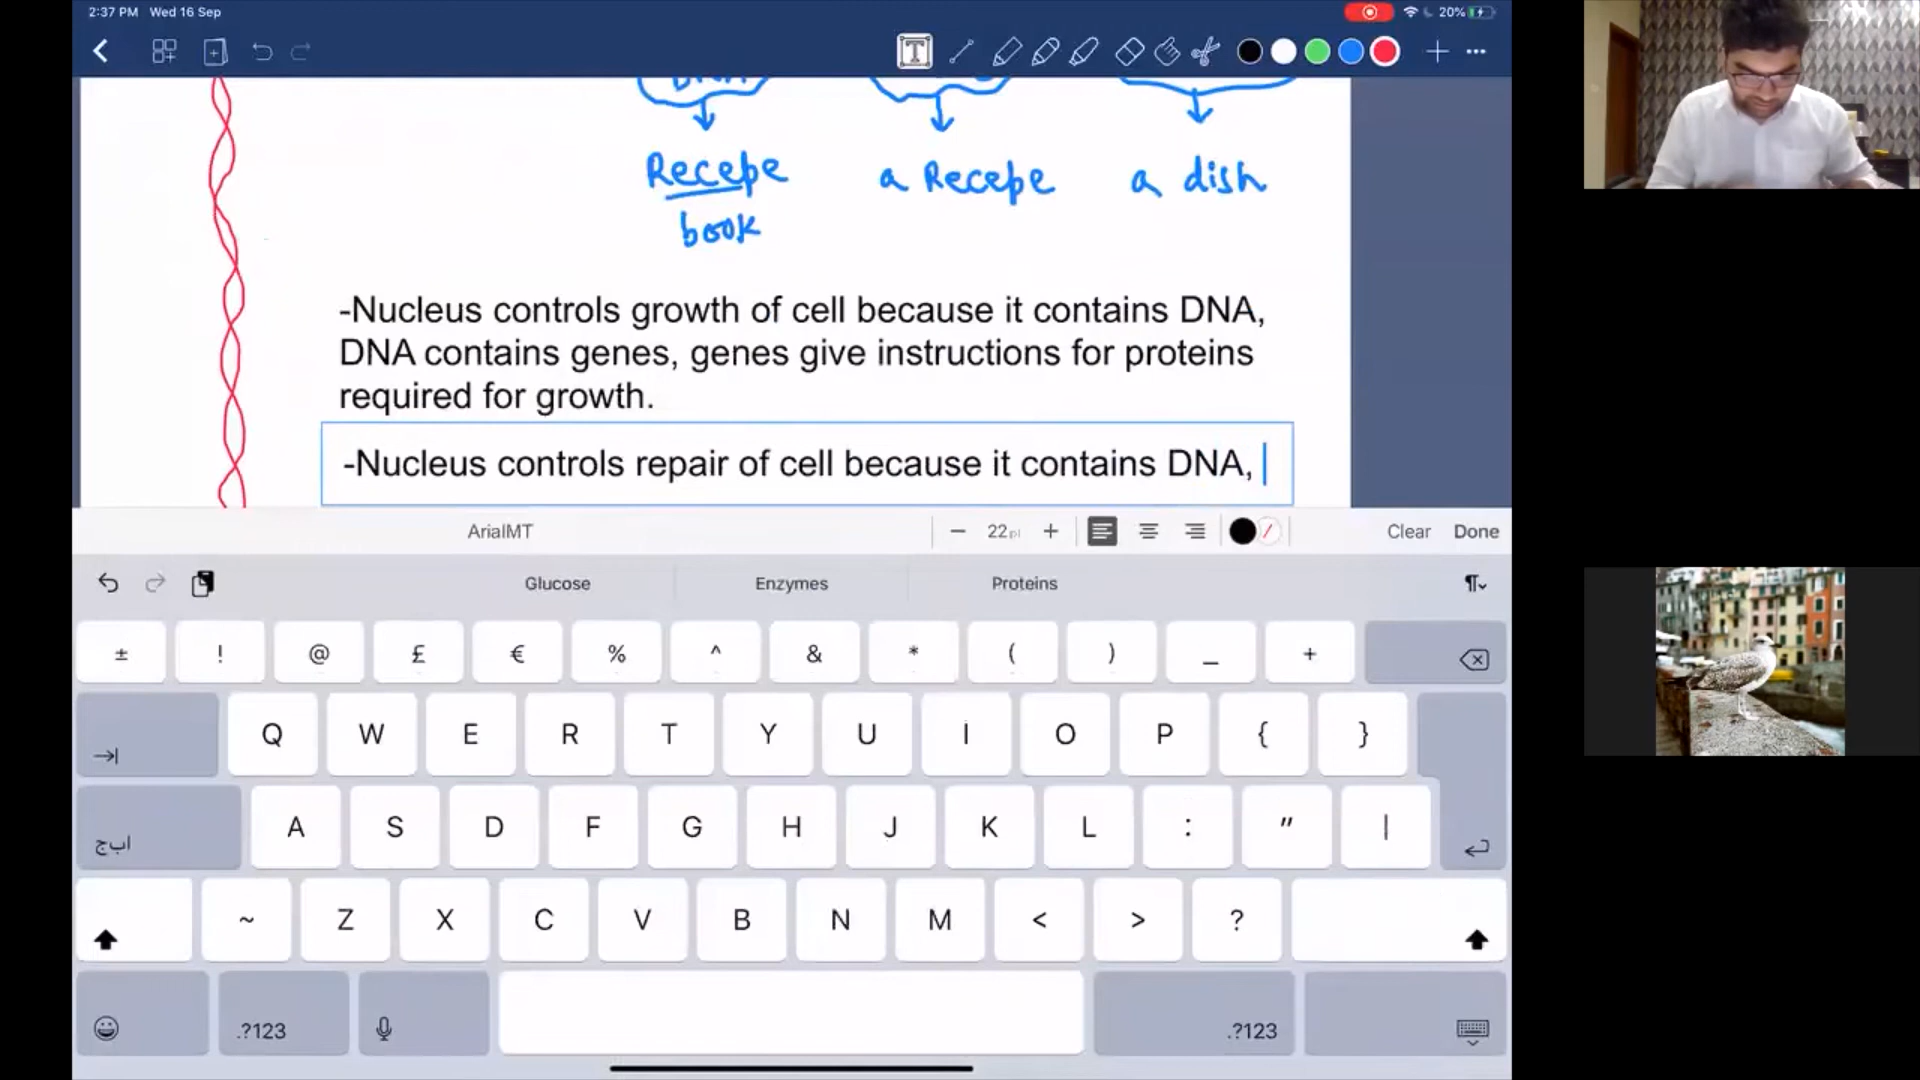 2:37 PM Wed 16 Sep
20%
T
Recepe a Recepe a dish
book
-Nucleus controls growth of cell because it contains DNA,
DNA contains genes, genes give instructions for proteins
required for growth.
-Nucleus controls repair of cell because it contains DNA,
ArialMT − 22pt + Clear Done
Glucose Enzymes Proteins
± ! @ £ € % ^ & * ( ) _ +
Q W E R T Y U I O P { }
ابج A S D F G H J K L : " |
~ Z X C V B N M < > ?
.?123 .?123